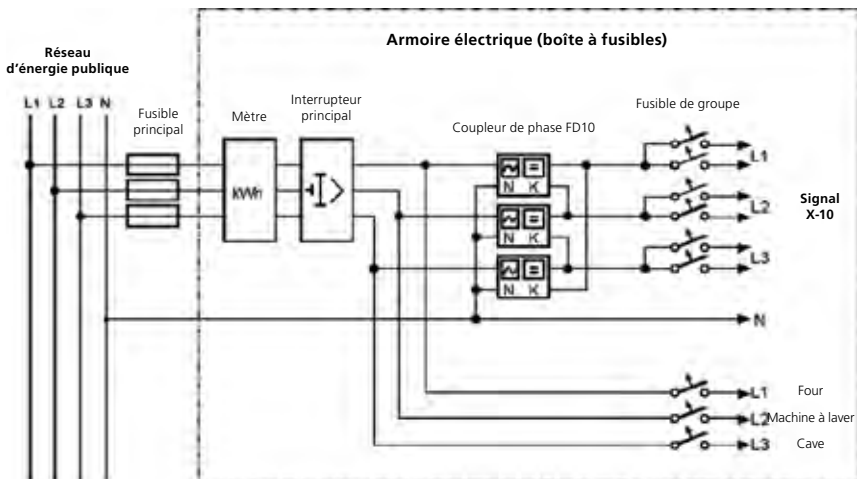 Armoire électrique (boîte à fusibles)
Réseau
d'énergie publique
L1 L2 L3 N
Fusible
principal
Mètre
Interrupteur
principal
Coupleur de phase FD10
Fusible de groupe
kWh
N K
N K
N K
L1
L2
L3
Signal
X-10
N
L1 Four
L2 Machine à laver
L3 Cave